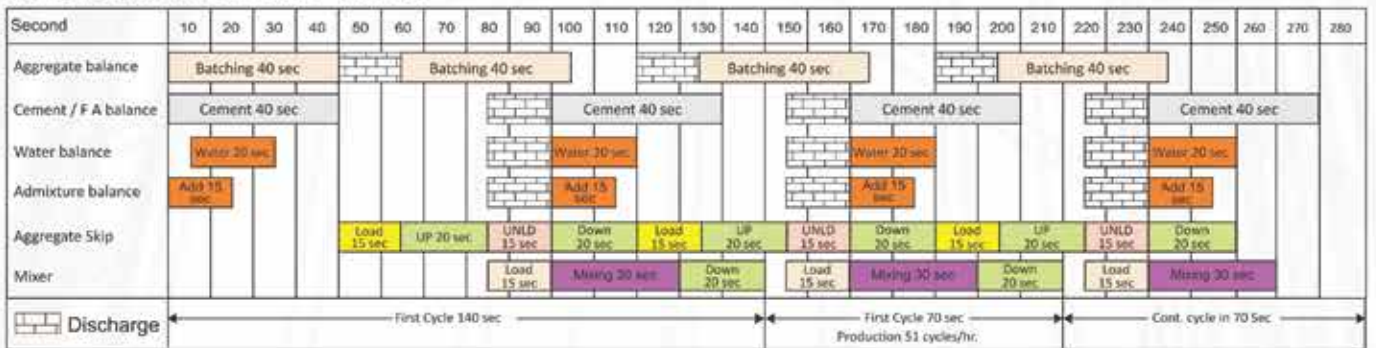 Second 10 20 30 40 50 60 70 80 90 100 110 120 130 140 150 160 170 180 190 200 210 220 230 240 250 260 270 280
Aggregate balance Batching 40 sec Batching 40 sec Batching 40 sec Batching 40 sec
Cement / F A balance Cement 40 sec Cement 40 sec Cement 40 sec Cement 40 sec
Water balance Water 20 sec Water 20 sec Water 20 sec Water 20 sec
Admixture balance Add 15 sec Add 15 sec Add 15 sec Add 15 sec
Aggregate Skip Load 15 sec UP 20 sec UNLD 15 sec Down 20 sec Load 15 sec UP 20 sec UNLD 15 sec Down 20 sec Load 15 sec UP 20 sec UNLD 15 sec Down 20 sec
Mixer Load 15 sec Mixing 30 sec Down 20 sec Load 15 sec Mixing 30 sec Down 20 sec Load 15 sec Mixing 30 sec
Discharge First Cycle 140 sec First Cycle 70 sec Cont. cycle in 70 Sec
Production 51 cycles/hr.